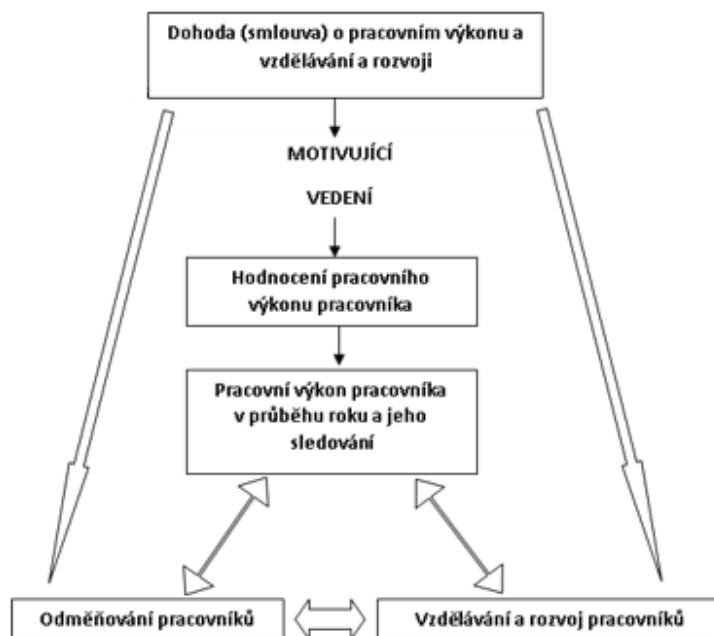 Dohoda (smlouva) o pracovním výkonu a
vzdělávání a rozvoji
MOTIVUJÍCÍ
VEDENÍ
Hodnocení pracovního
výkonu pracovníka
Pracovní výkon pracovníka
v průběhu roku a jeho
sledování
Odměňování pracovníků
Vzdělávání a rozvoj pracovníků